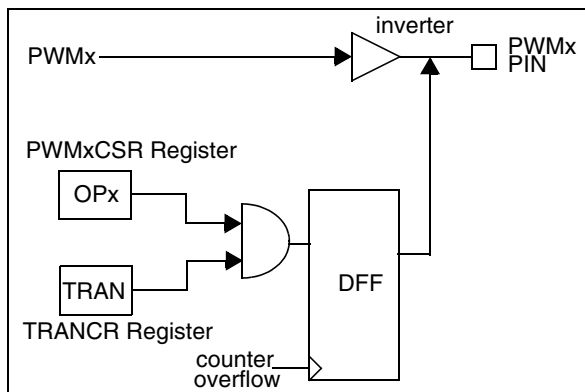 inverter
PWMx
PWMx
PIN
PWMxCSR Register
OPx
DFF
TRAN
TRANCR Register
counter
overflow